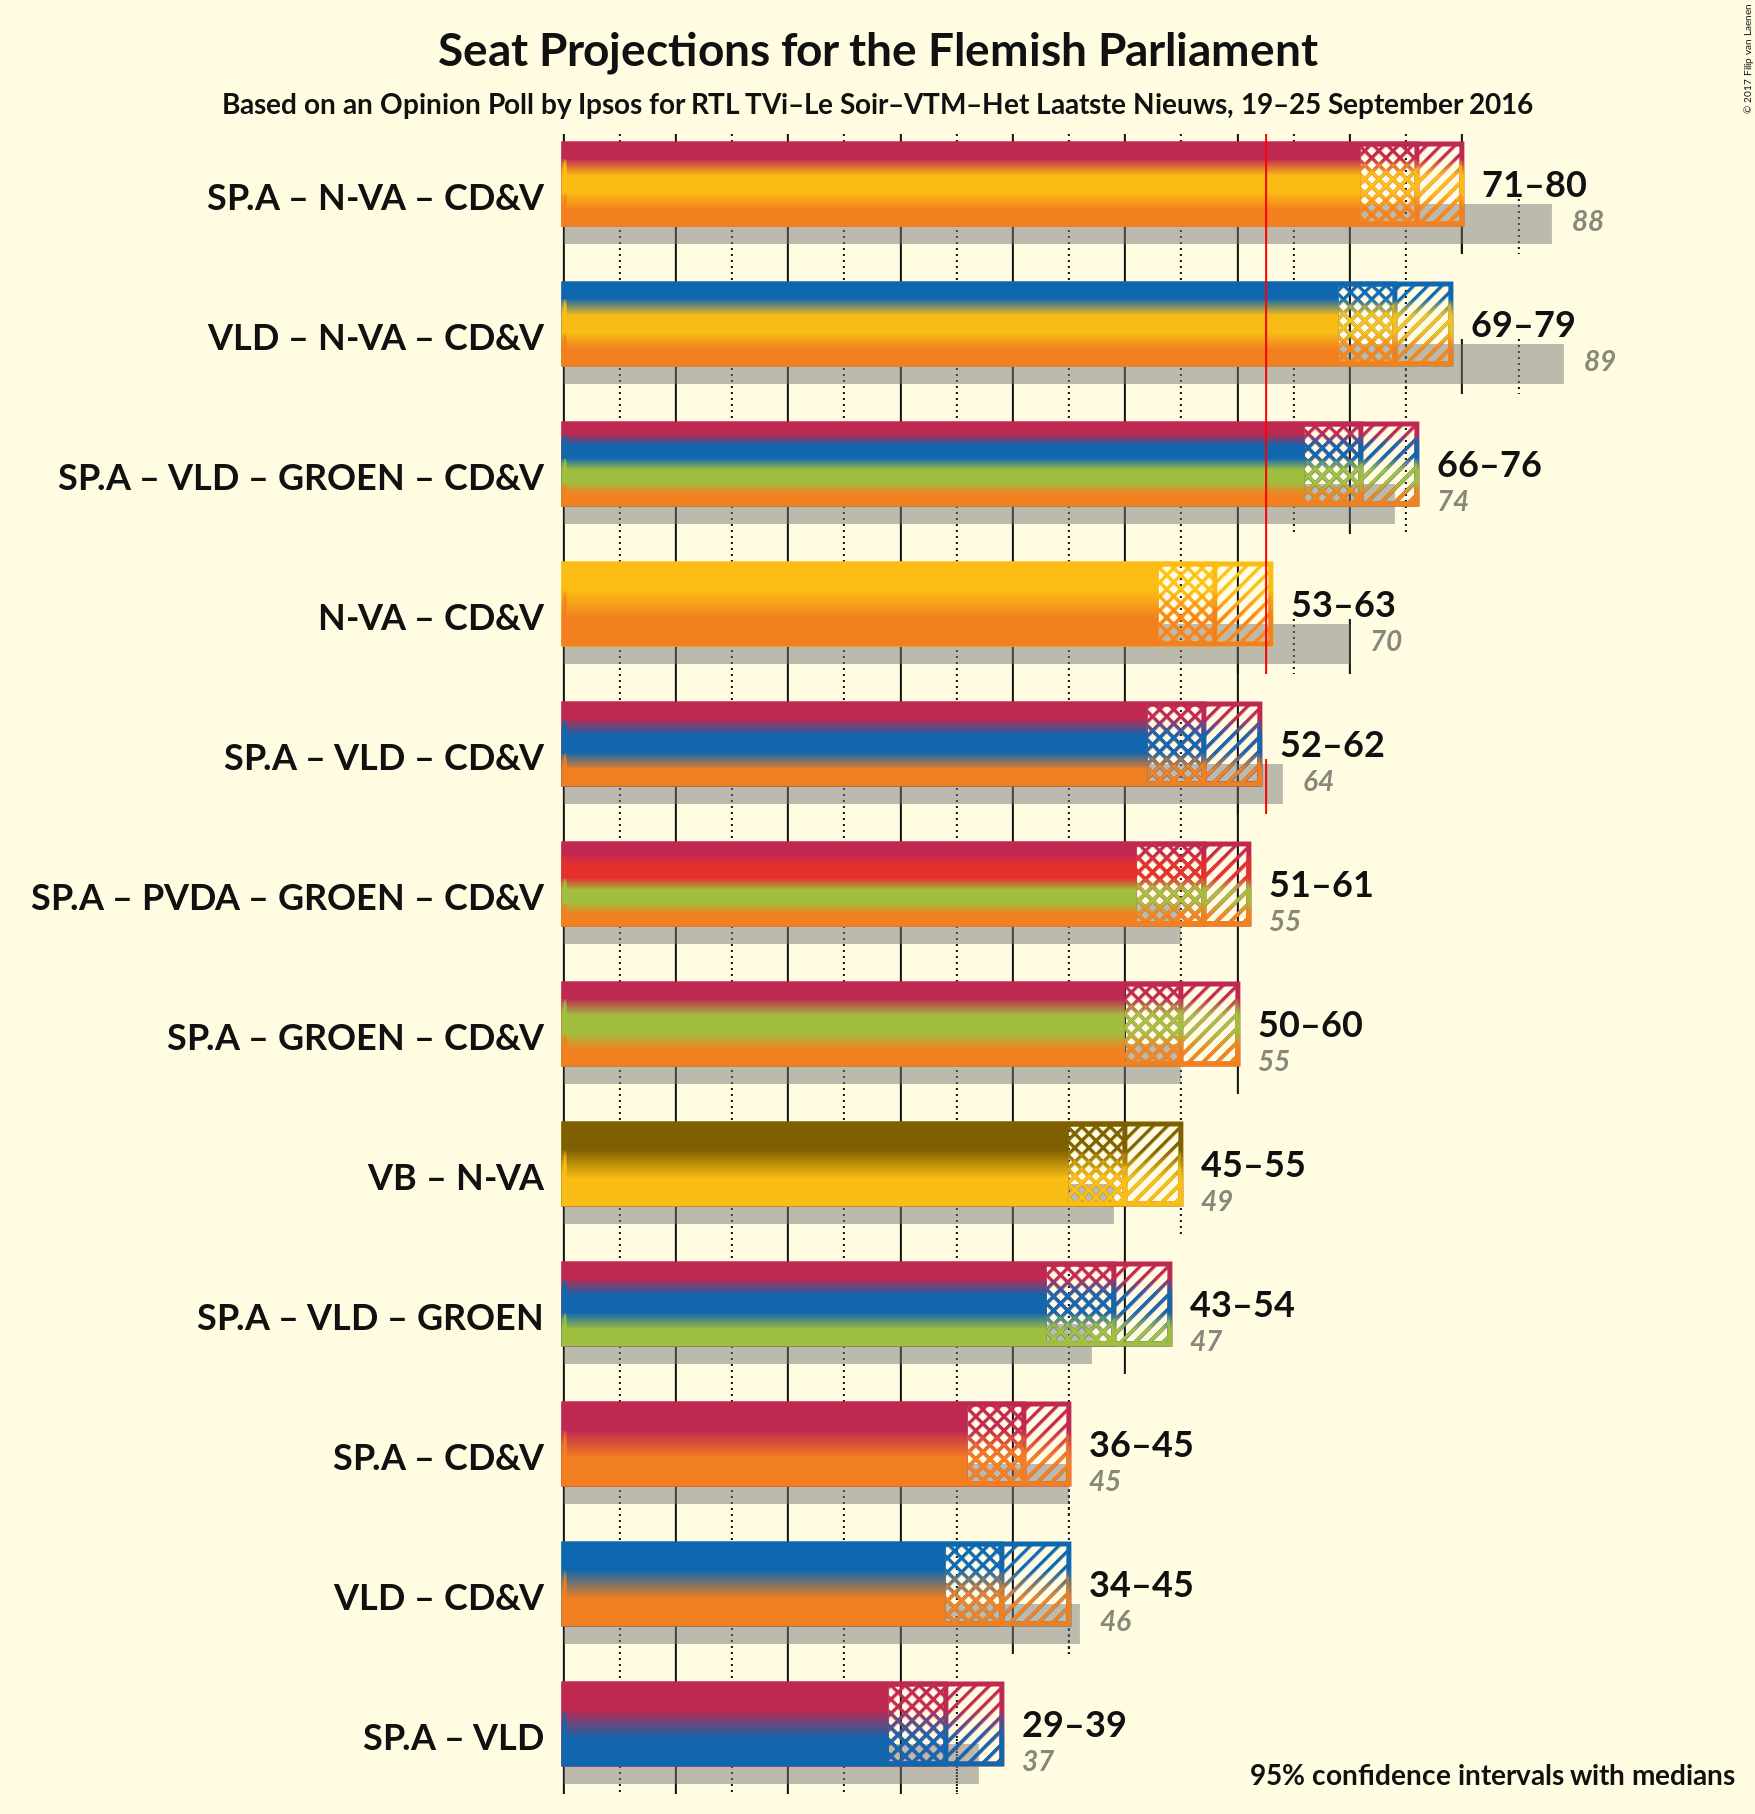 Seat Projections for the Flemish Parliament
Based on an Opinion Poll by Ipsos for RTL TVi–Le Soir–VTM–Het Laatste Nieuws, 19–25 September 2016
© 2017 Filip van Laenen
SP.A – N-VA – CD&V
71–80
88
VLD – N-VA – CD&V
69–79
89
SP.A – VLD – GROEN – CD&V
66–76
74
N-VA – CD&V
53–63
70
SP.A – VLD – CD&V
52–62
64
SP.A – PVDA – GROEN – CD&V
51–61
55
SP.A – GROEN – CD&V
50–60
55
VB – N-VA
45–55
49
SP.A – VLD – GROEN
43–54
47
SP.A – CD&V
36–45
45
VLD – CD&V
34–45
46
SP.A – VLD
29–39
37
95% confidence intervals with medians